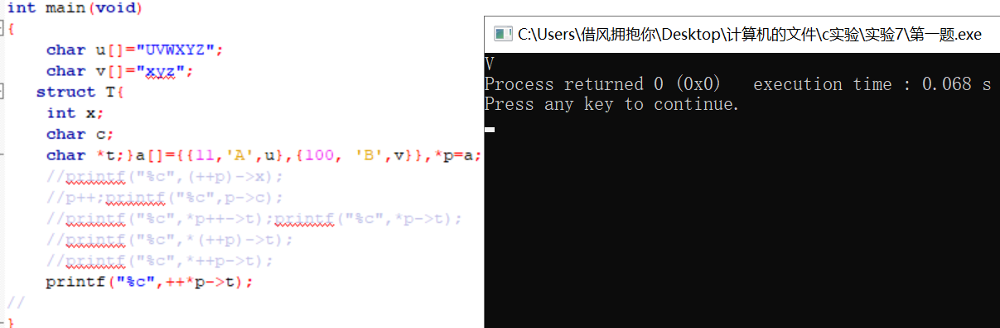 int main(void)
{
char u[]="UVWXYZ";
char v[]="xyz";
struct T{
int x;
char c;
char *t;}a[]={{11,'A',u},{100, 'B',v}},*p=a;
//printf("%c",(++p)->x);
//p++;printf("%c",p->c);
//printf("%c",*p++->t);printf("%c",*p->t);
//printf("%c",*(++p)->t);
//printf("%c",*++p->t);
printf("%c",++*p->t);
//
}
C:\Users\借风拥抱你\Desktop\计算机的文件\c实验\实验7\第一题.exe
V
Process returned 0 (0x0)   execution time : 0.068 s
Press any key to continue.